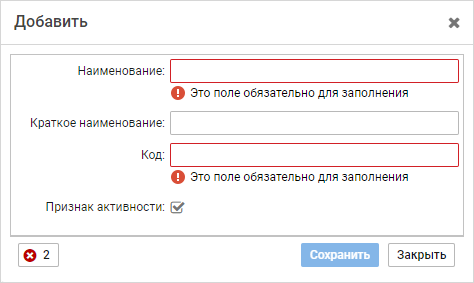 Добавить
Наименование:
Это поле обязательно для заполнения
Краткое наименование:
Код:
Это поле обязательно для заполнения
Признак активности:
2 Сохранить Закрыть